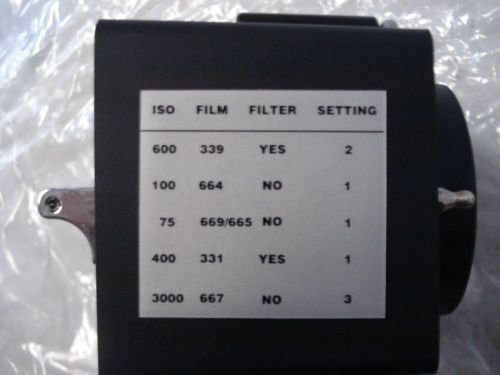 ISO FILM FILTER SETTING
600 339 YES 2
100 664 NO 1
75 669/665 NO 1
400 331 YES 1
3000 667 NO 3